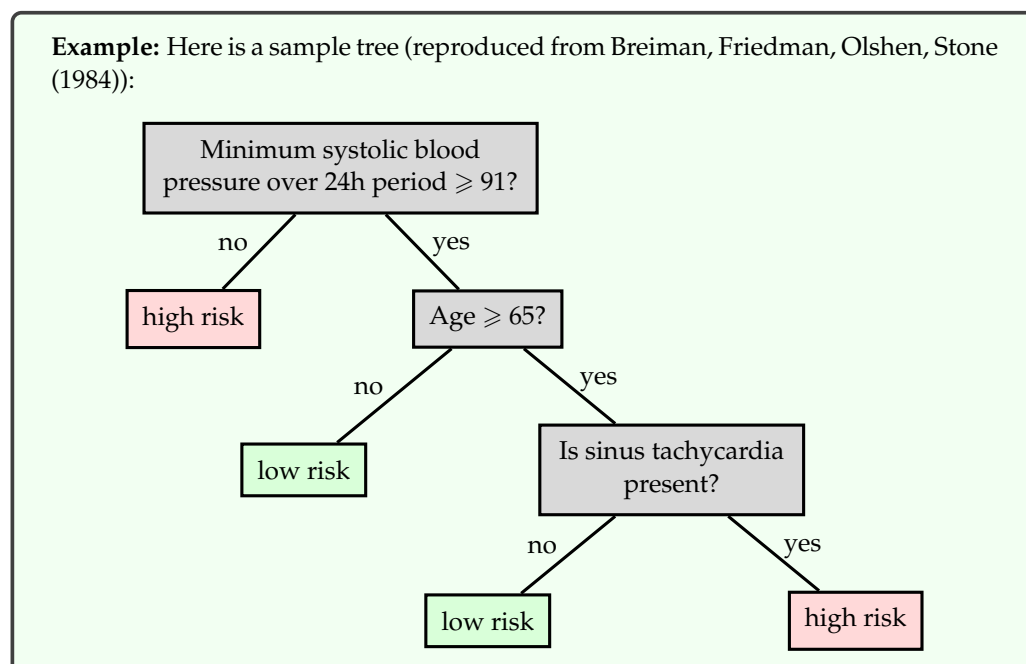 Example: Here is a sample tree (reproduced from Breiman, Friedman, Olshen, Stone
(1984)):
Minimum systolic blood
pressure over 24h period ⩾ 91?
no
yes
high risk
Age ⩾ 65?
no
yes
low risk
Is sinus tachycardia
present?
no
yes
low risk
high risk